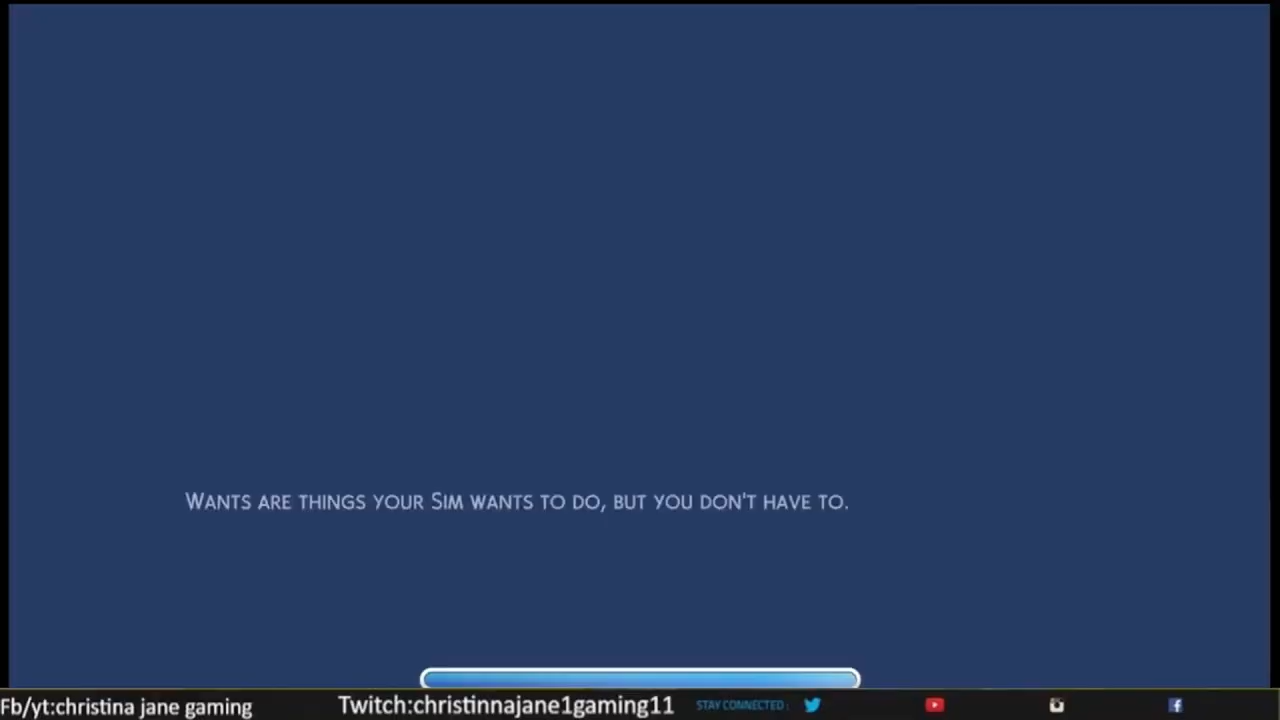 Wants are things your Sim wants to do, but you don't have to.
Fb/yt:christina jane gaming Twitch:christinnajane1gaming11 STAY CONNECTED :